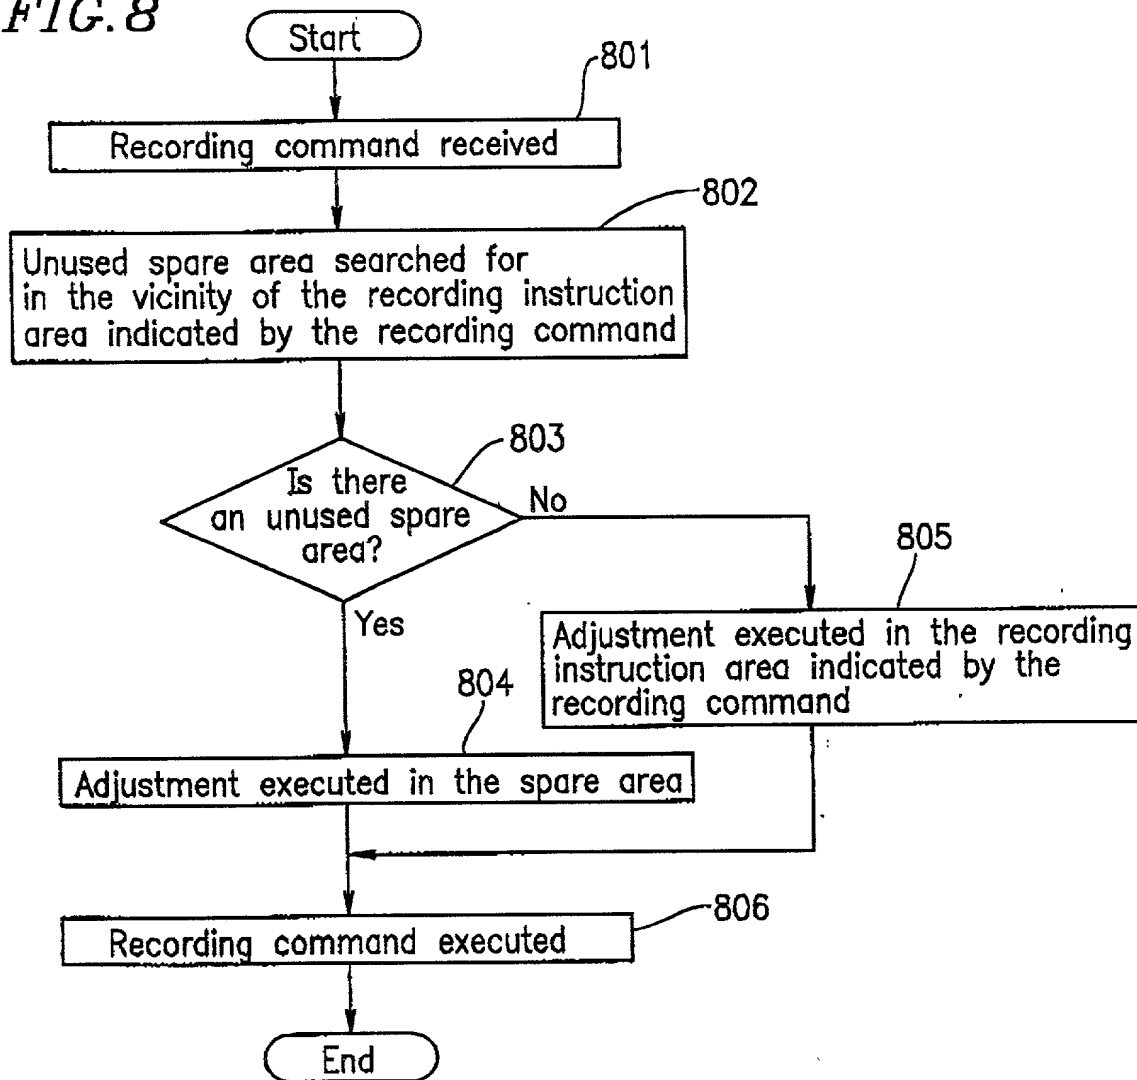 FIG. 8
Start
801
Recording command received
802
Unused spare area searched for
in the vicinity of the recording instruction
area indicated by the recording command
803
Is there
an unused spare
area?
No
Yes
805
Adjustment executed in the recording
instruction area indicated by the
recording command
804
Adjustment executed in the spare area
806
Recording command executed
End